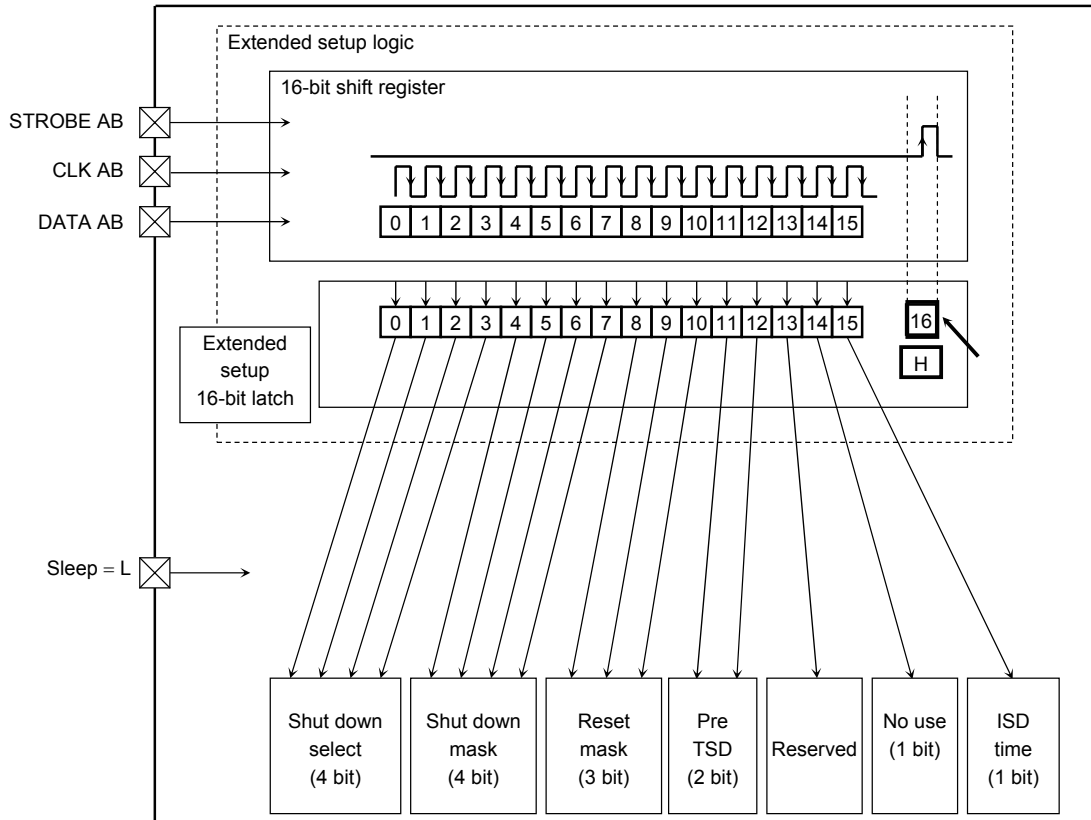 Extended setup logic
16-bit shift register
STROBE AB
CLK AB
DATA AB
0 1 2 3 4 5 6 7 8 9 10 11 12 13 14 15
0 1 2 3 4 5 6 7 8 9 10 11 12 13 14 15
16
H
Extended
setup
16-bit latch
Sleep = L
Shut down
select
(4 bit)
Shut down
mask
(4 bit)
Reset
mask
(3 bit)
Pre
TSD
(2 bit)
Reserved
No use
(1 bit)
ISD
time
(1 bit)